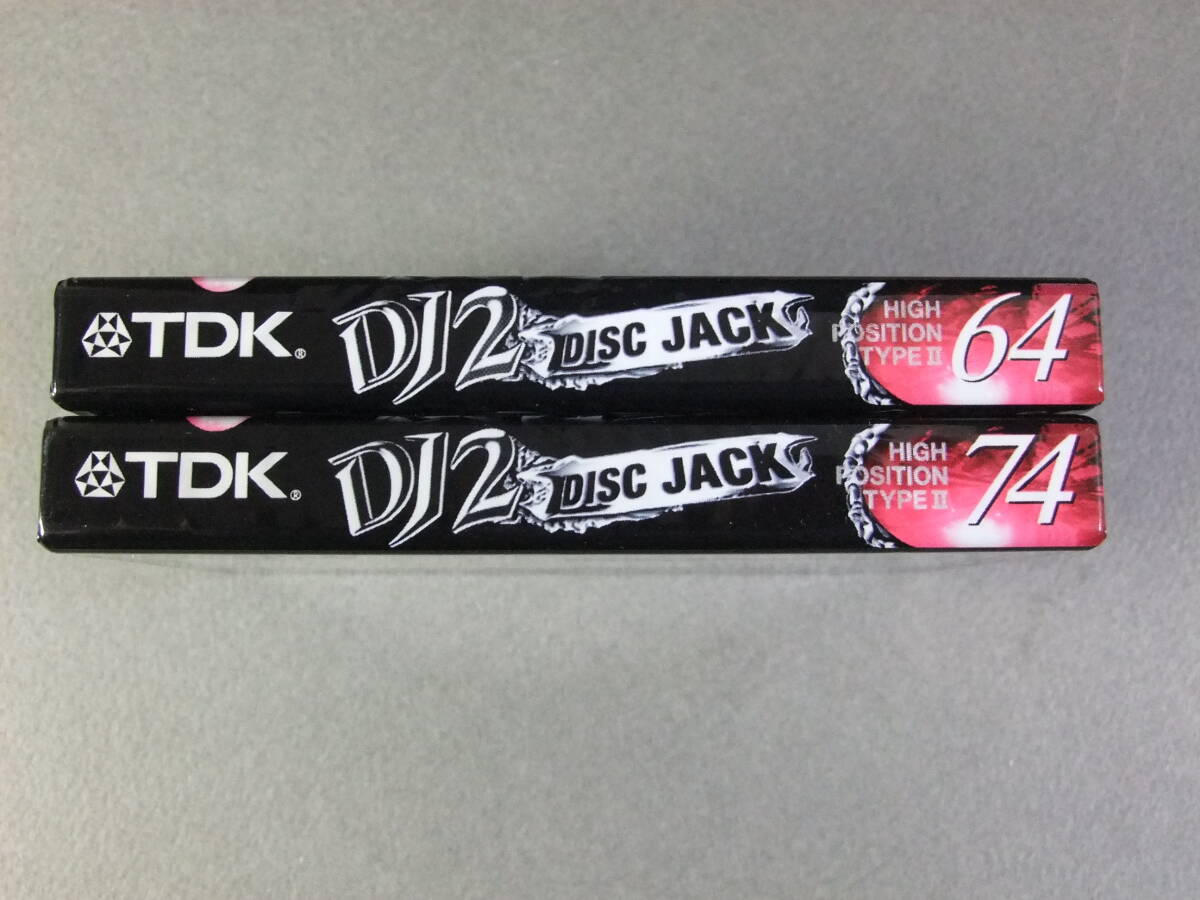 TDK® DJ2 DISC JACK HIGH POSITION TYPE II 64
TDK® DJ2 DISC JACK HIGH POSITION TYPE II 74